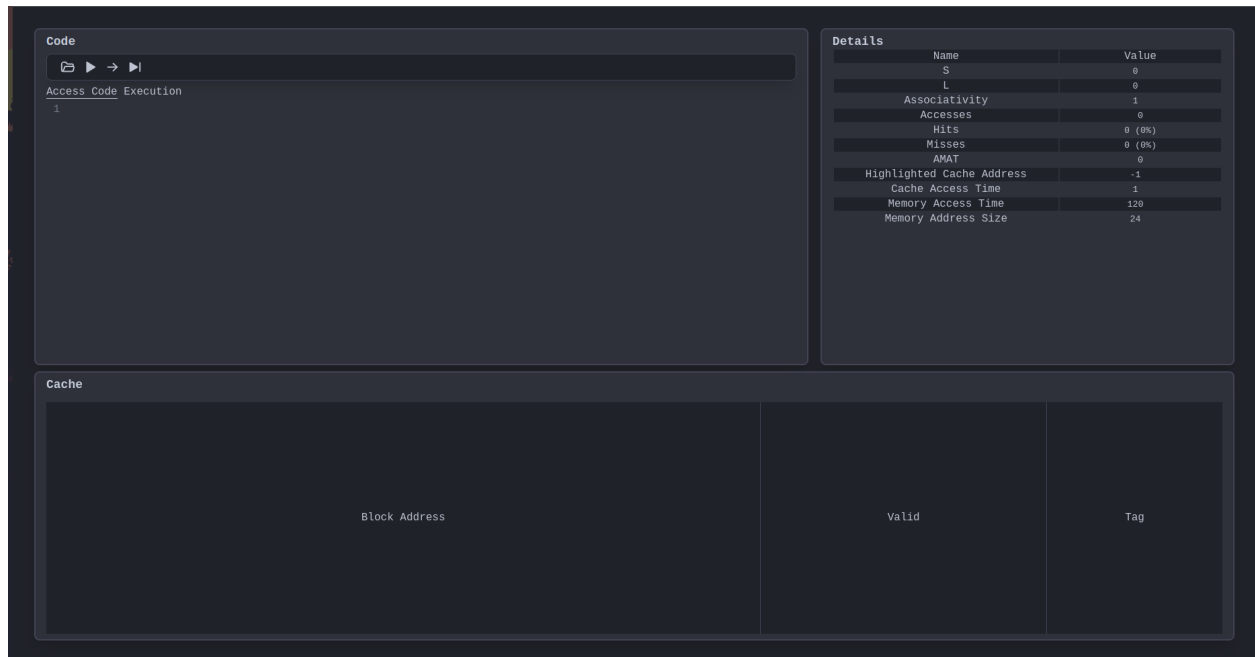 Code
Access Code Execution
1
Details
Name Value
S 0
L 0
Associativity 1
Accesses 0
Hits 0 (0%)
Misses 0 (0%)
AMAT 0
Highlighted Cache Address -1
Cache Access Time 1
Memory Access Time 120
Memory Address Size 24
Cache
Block Address Valid Tag